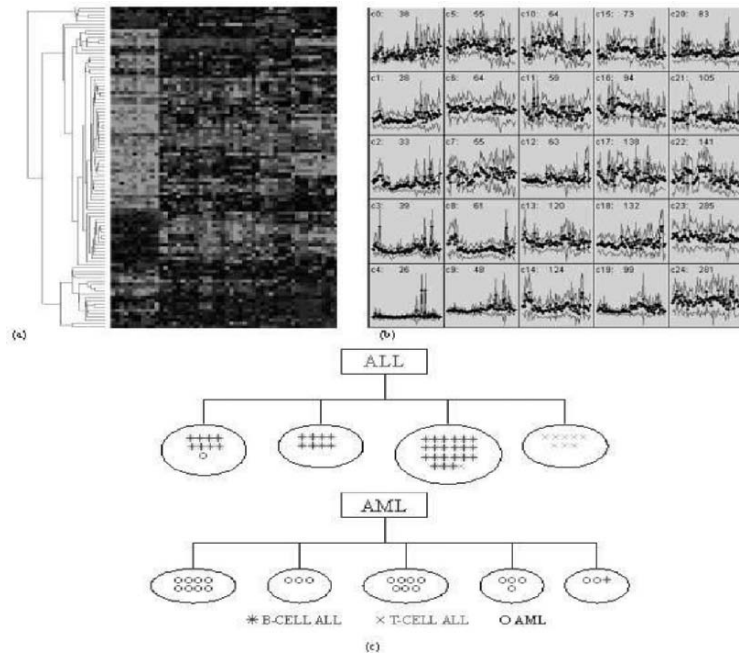 c0: 38 c5: 55 c10: 64 c15: 73 c20: 83
c1: 28 c6: 64 c11 59 c16: 94 c21: 105
c2: 33 c7: 55 c12 63 c17: 138 c22: 141
c3: 39 c8: 61 c13: 120 c18: 132 c23: 285
c4: 26 c9: 48 c14: 124 c19: 99 c24: 281
(a) (b)
ALL
AML
B-CELL ALL T-CELL ALL AML
(c)